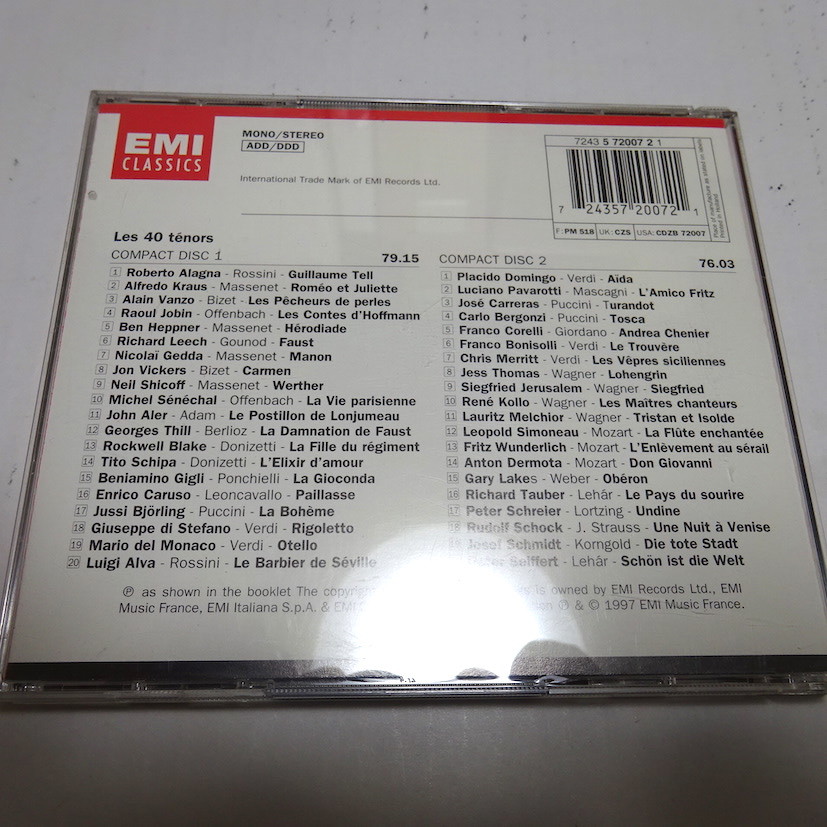 EMI
CLASSICS
MONO/STEREO
ADD/DDD
International Trade Mark of EMI Records Ltd.
7243 5 72007 2 1
7 24357 20072 1
F: PM 518 UK: CZS USA: CDZB 72007
Printed in Holland
Les 40 ténors
COMPACT DISC 1 79.15
1 Roberto Alagna - Rossini - Guillaume Tell
2 Alfredo Kraus - Massenet - Roméo et Juliette
3 Alain Vanzo - Bizet - Les Pêcheurs de perles
4 Raoul Jobin - Offenbach - Les Contes d'Hoffmann
5 Ben Heppner - Massenet - Hérodiade
6 Richard Leech - Gounod - Faust
7 Nicolaï Gedda - Massenet - Manon
8 Jon Vickers - Bizet - Carmen
9 Neil Shicoff - Massenet - Werther
10 Michel Sénéchal - Offenbach - La Vie parisienne
11 John Aler - Adam - Le Postillon de Lonjumeau
12 Georges Thill - Berlioz - La Damnation de Faust
13 Rockwell Blake - Donizetti - La Fille du régiment
14 Tito Schipa - Donizetti - L'Elixir d'amour
15 Beniamino Gigli - Ponchielli - La Gioconda
16 Enrico Caruso - Leoncavallo - Paillasse
17 Jussi Björling - Puccini - La Bohème
18 Giuseppe di Stefano - Verdi - Rigoletto
19 Mario del Monaco - Verdi - Otello
20 Luigi Alva - Rossini - Le Barbier de Séville
COMPACT DISC 2 76.03
1 Placido Domingo - Verdi - Aïda
2 Luciano Pavarotti - Mascagni - L'Amico Fritz
3 José Carreras - Puccini - Turandot
4 Carlo Bergonzi - Puccini - Tosca
5 Franco Corelli - Giordano - Andrea Chenier
6 Franco Bonisolli - Verdi - Le Trouvère
7 Chris Merritt - Verdi - Les Vêpres siciliennes
8 Jess Thomas - Wagner - Lohengrin
9 Siegfried Jerusalem - Wagner - Siegfried
10 René Kollo - Wagner - Les Maîtres chanteurs
11 Lauritz Melchior - Wagner - Tristan et Isolde
12 Leopold Simoneau - Mozart - La Flûte enchantée
13 Fritz Wunderlich - Mozart - L'Enlèvement au sérail
14 Anton Dermota - Mozart - Don Giovanni
15 Gary Lakes - Weber - Obéron
16 Richard Tauber - Lehár - Le Pays du sourire
17 Peter Schreier - Lortzing - Undine
18 Rudolf Schock - J. Strauss - Une Nuit à Venise
19 Josef Schmidt - Korngold - Die tote Stadt
Peter Seiffert - Lehár - Schön ist die Welt
℗ as shown in the booklet The copyright is owned by EMI Records Ltd., EMI
Music France, EMI Italiana S.p.A. & EMI ℗ & © 1997 EMI Music France.